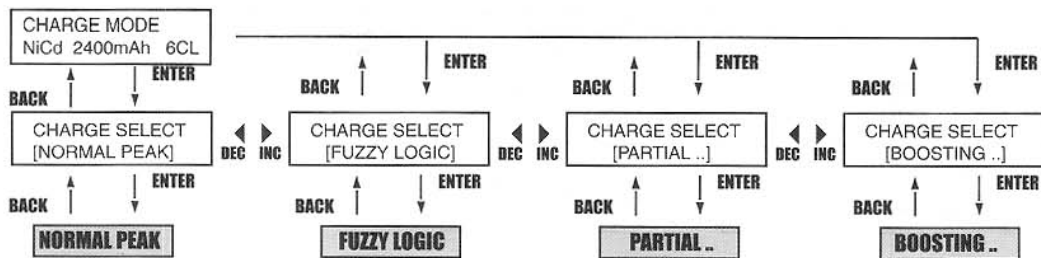 CHARGE MODE
NiCd 2400mAh 6CL
ENTER ENTER ENTER ENTER
BACK BACK BACK BACK
CHARGE SELECT CHARGE SELECT CHARGE SELECT CHARGE SELECT
[NORMAL PEAK] DEC INC [FUZZY LOGIC] DEC INC [PARTIAL ..] DEC INC [BOOSTING ..]
ENTER ENTER ENTER ENTER
BACK BACK BACK BACK
NORMAL PEAK FUZZY LOGIC PARTIAL .. BOOSTING ..